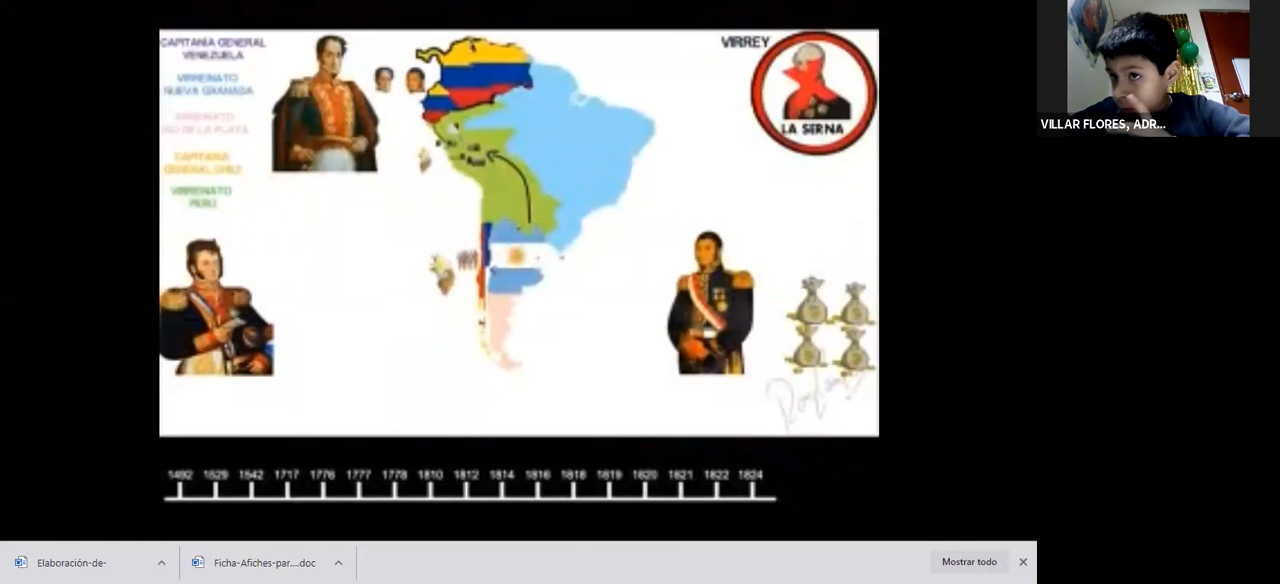 CAPITANÍA GENERAL
VENEZUELA
VIRREINATO
NUEVA GRANADA
VIRREINATO
RIO DE LA PLATA
CAPITANÍA
GENERAL CHILE
VIRREINATO
PERÚ
VIRREY
LA SERNA
VILLAR FLORES, ADR...
1492 1529 1542 1717 1776 1777 1778 1810 1812 1814 1816 1818 1819 1820 1821 1822 1824
Elaboración-de-
Ficha-Afiches-par....doc
Mostrar todo